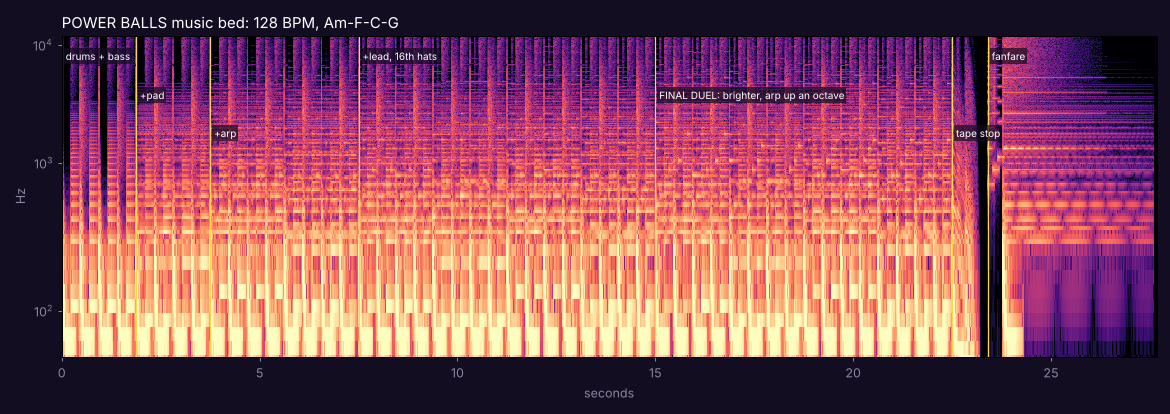 POWER BALLS music bed: 128 BPM, Am-F-C-G
10⁴
drums + bass
+lead, 16th hats
fanfare
+pad
FINAL DUEL: brighter, arp up an octave
+arp
tape stop
10³
Hz
10²
0 5 10 15 20 25
seconds